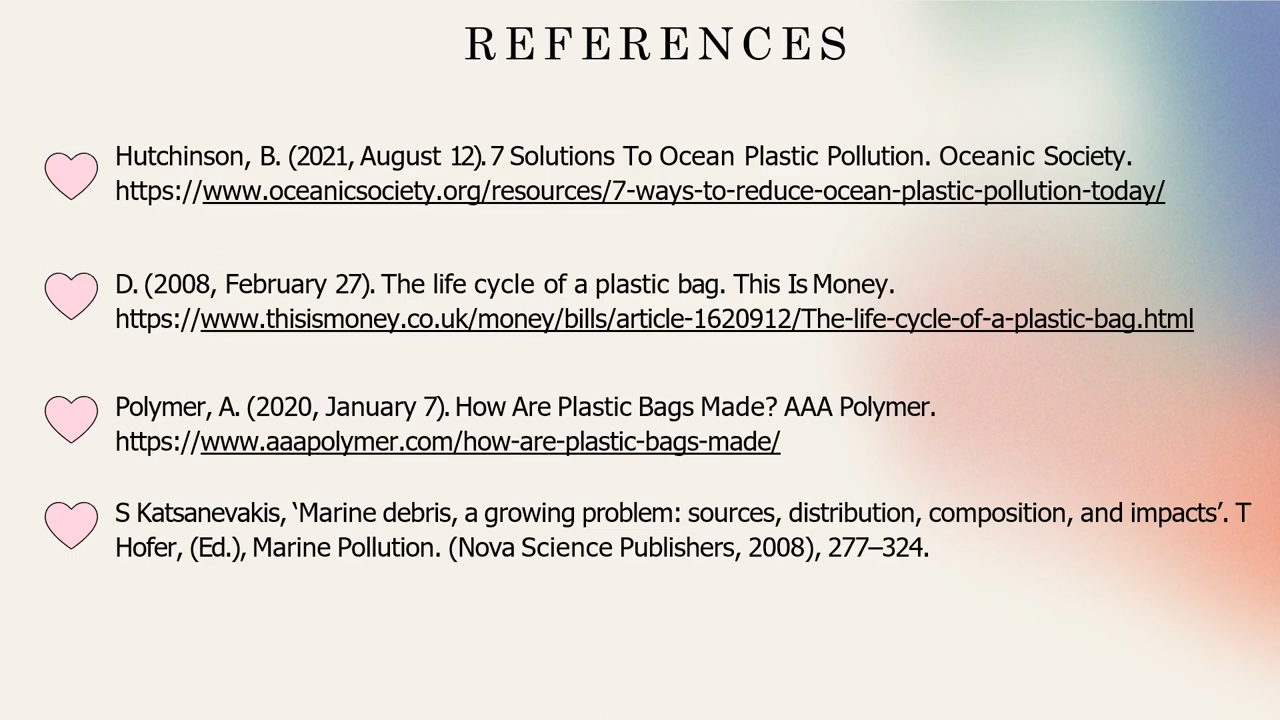 REFERENCES
Hutchinson, B. (2021, August 12). 7 Solutions To Ocean Plastic Pollution. Oceanic Society.
https://www.oceanicsociety.org/resources/7-ways-to-reduce-ocean-plastic-pollution-today/
D. (2008, February 27). The life cycle of a plastic bag. This Is Money.
https://www.thisismoney.co.uk/money/bills/article-1620912/The-life-cycle-of-a-plastic-bag.html
Polymer, A. (2020, January 7). How Are Plastic Bags Made? AAA Polymer.
https://www.aaapolymer.com/how-are-plastic-bags-made/
S Katsanevakis, ‘Marine debris, a growing problem: sources, distribution, composition, and impacts’. T
Hofer, (Ed.), Marine Pollution. (Nova Science Publishers, 2008), 277–324.